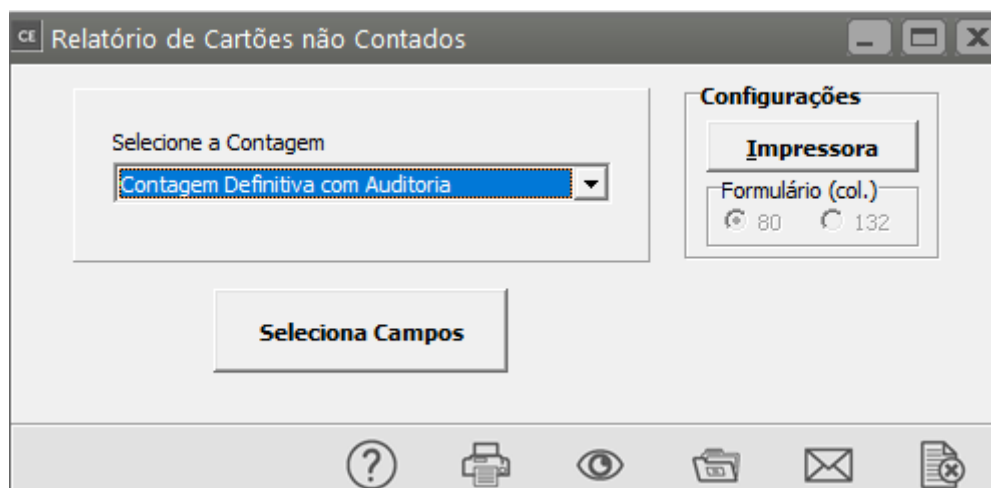 CE Relatório de Cartões não Contados
Selecione a Contagem
Contagem Definitiva com Auditoria
Configurações
Impressora
Formulário (col.)
80 132
Seleciona Campos
?